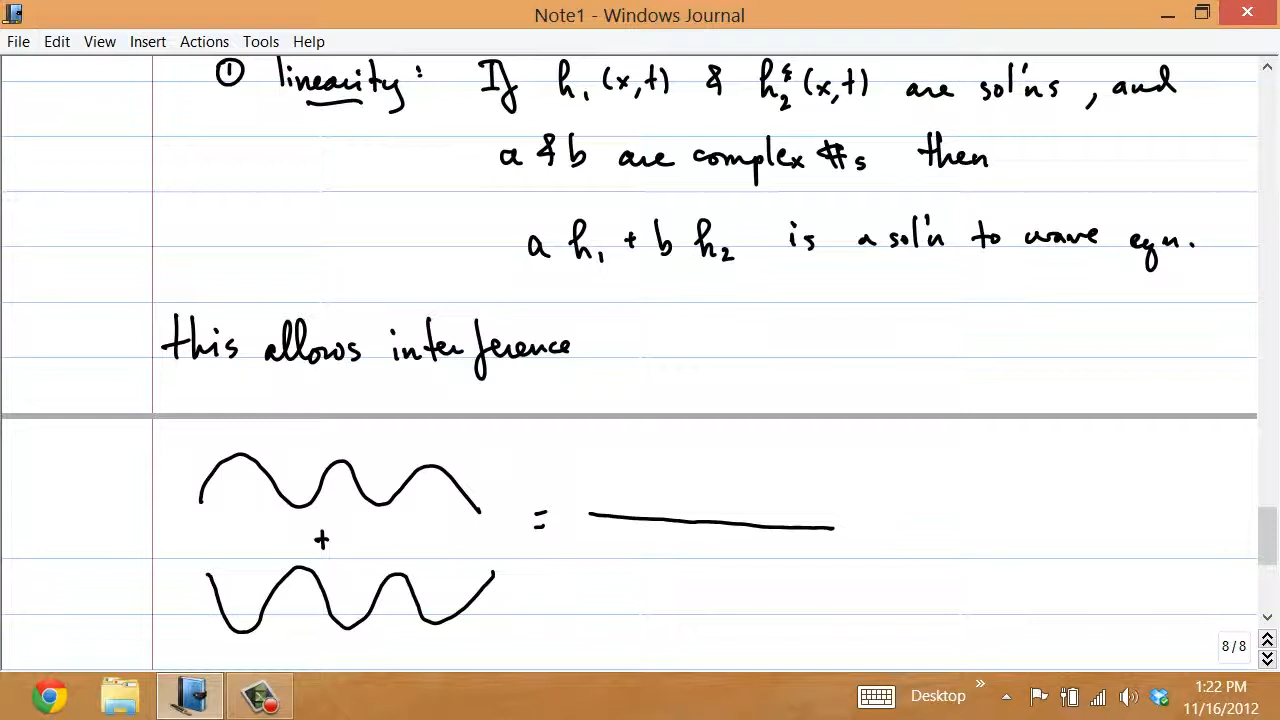 Note1 - Windows Journal
File Edit View Insert Actions Tools Help
① linearity: If h₁(x,t) & h₂(x,t) are sol'ns, and
a & b are complex #s then
a h₁ + b h₂ is a sol'n to wave eqn.
this allows interference
+
=
8/8
Desktop
1:22 PM
11/16/2012